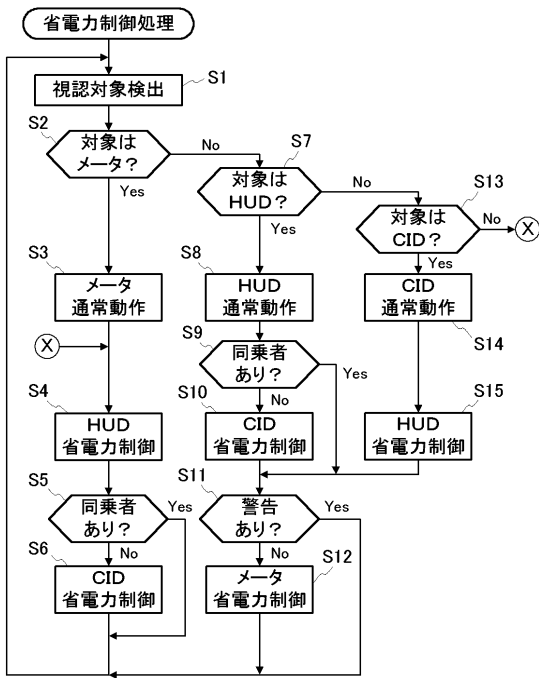 省電力制御処理
S1
視認対象検出
S2
対象は
メータ?
No
Yes
S7
対象は
HUD?
No
Yes
S13
対象は
CID?
No
X
Yes
S3
メータ
通常動作
S8
HUD
通常動作
CID
通常動作
S14
X
S9
同乗者
あり?
Yes
No
S4
HUD
省電力制御
S10
CID
省電力制御
S15
HUD
省電力制御
S5
同乗者
あり?
Yes
No
S11
警告
あり?
Yes
No
S6
CID
省電力制御
S12
メータ
省電力制御